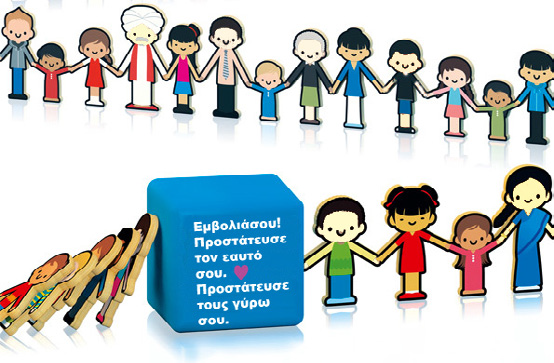 Εμβολιάσου!
Προστάτευσε
τον εαυτό
σου.
Προστάτευσε
τους γύρω
σου.